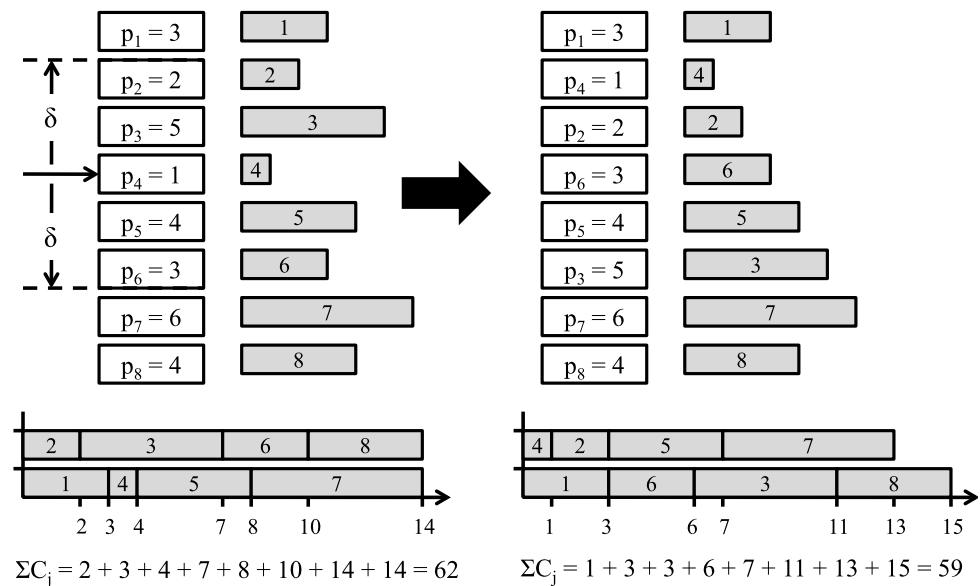 p1 = 3 1
p2 = 2 2
δ
p3 = 5 3
p4 = 1 4
δ
p5 = 4 5
p6 = 3 6
p7 = 6 7
p8 = 4 8
p1 = 3 1
p4 = 1 4
p2 = 2 2
p6 = 3 6
p5 = 4 5
p3 = 5 3
p7 = 6 7
p8 = 4 8
2 3 6 8
1 4 5 7
2 3 4 7 8 10 14
ΣCj = 2 + 3 + 4 + 7 + 8 + 10 + 14 + 14 = 62
4 2 5 7
1 6 3 8
1 3 6 7 11 13 15
ΣCj = 1 + 3 + 3 + 6 + 7 + 11 + 13 + 15 = 59